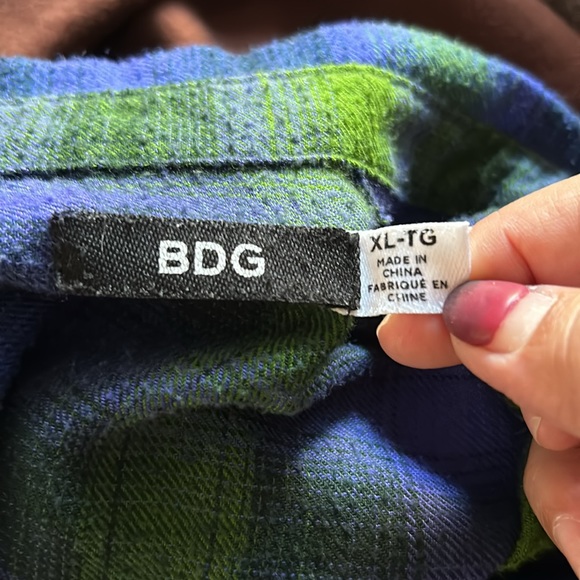 BDG
XL-TG
MADE IN
CHINA
FABRIQUÉ EN
CHINE